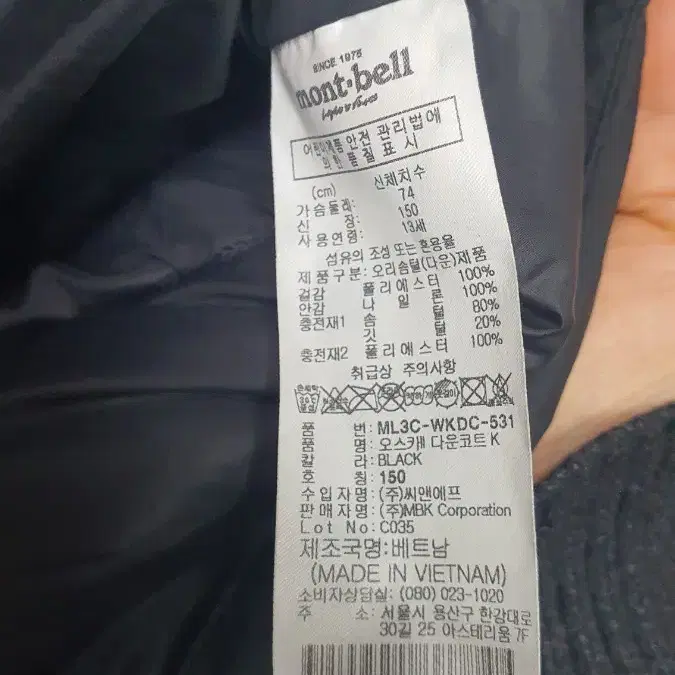 SINCE 1975
mont·bell
어린이제품 안전 관리법에
의한 품질표시
(cm) 신체치수
가슴둘레: 74
신 장: 150
사용연령: 13세
섬유의 조성 또는 혼용율
제품구분: 오리솜털(다운)제품
겉감 폴리에스터 100%
안감 나일론 100%
충전재1 솜털 80%
깃털 20%
충전재2 폴리에스터 100%
취급상 주의사항
품 번: ML3C-WKDC-531
품 명: 오스캐 다운코트 K
칼 라: BLACK
호 칭: 150
수입자명: (주)씨앤에프
판매자명: (주)MBK Corporation
Lot No: C035
제조국명: 베트남
(MADE IN VIETNAM)
소비자상담실: (080) 023-1020
주 소: 서울시 용산구 한강대로
30길 25 아스테리움 7F